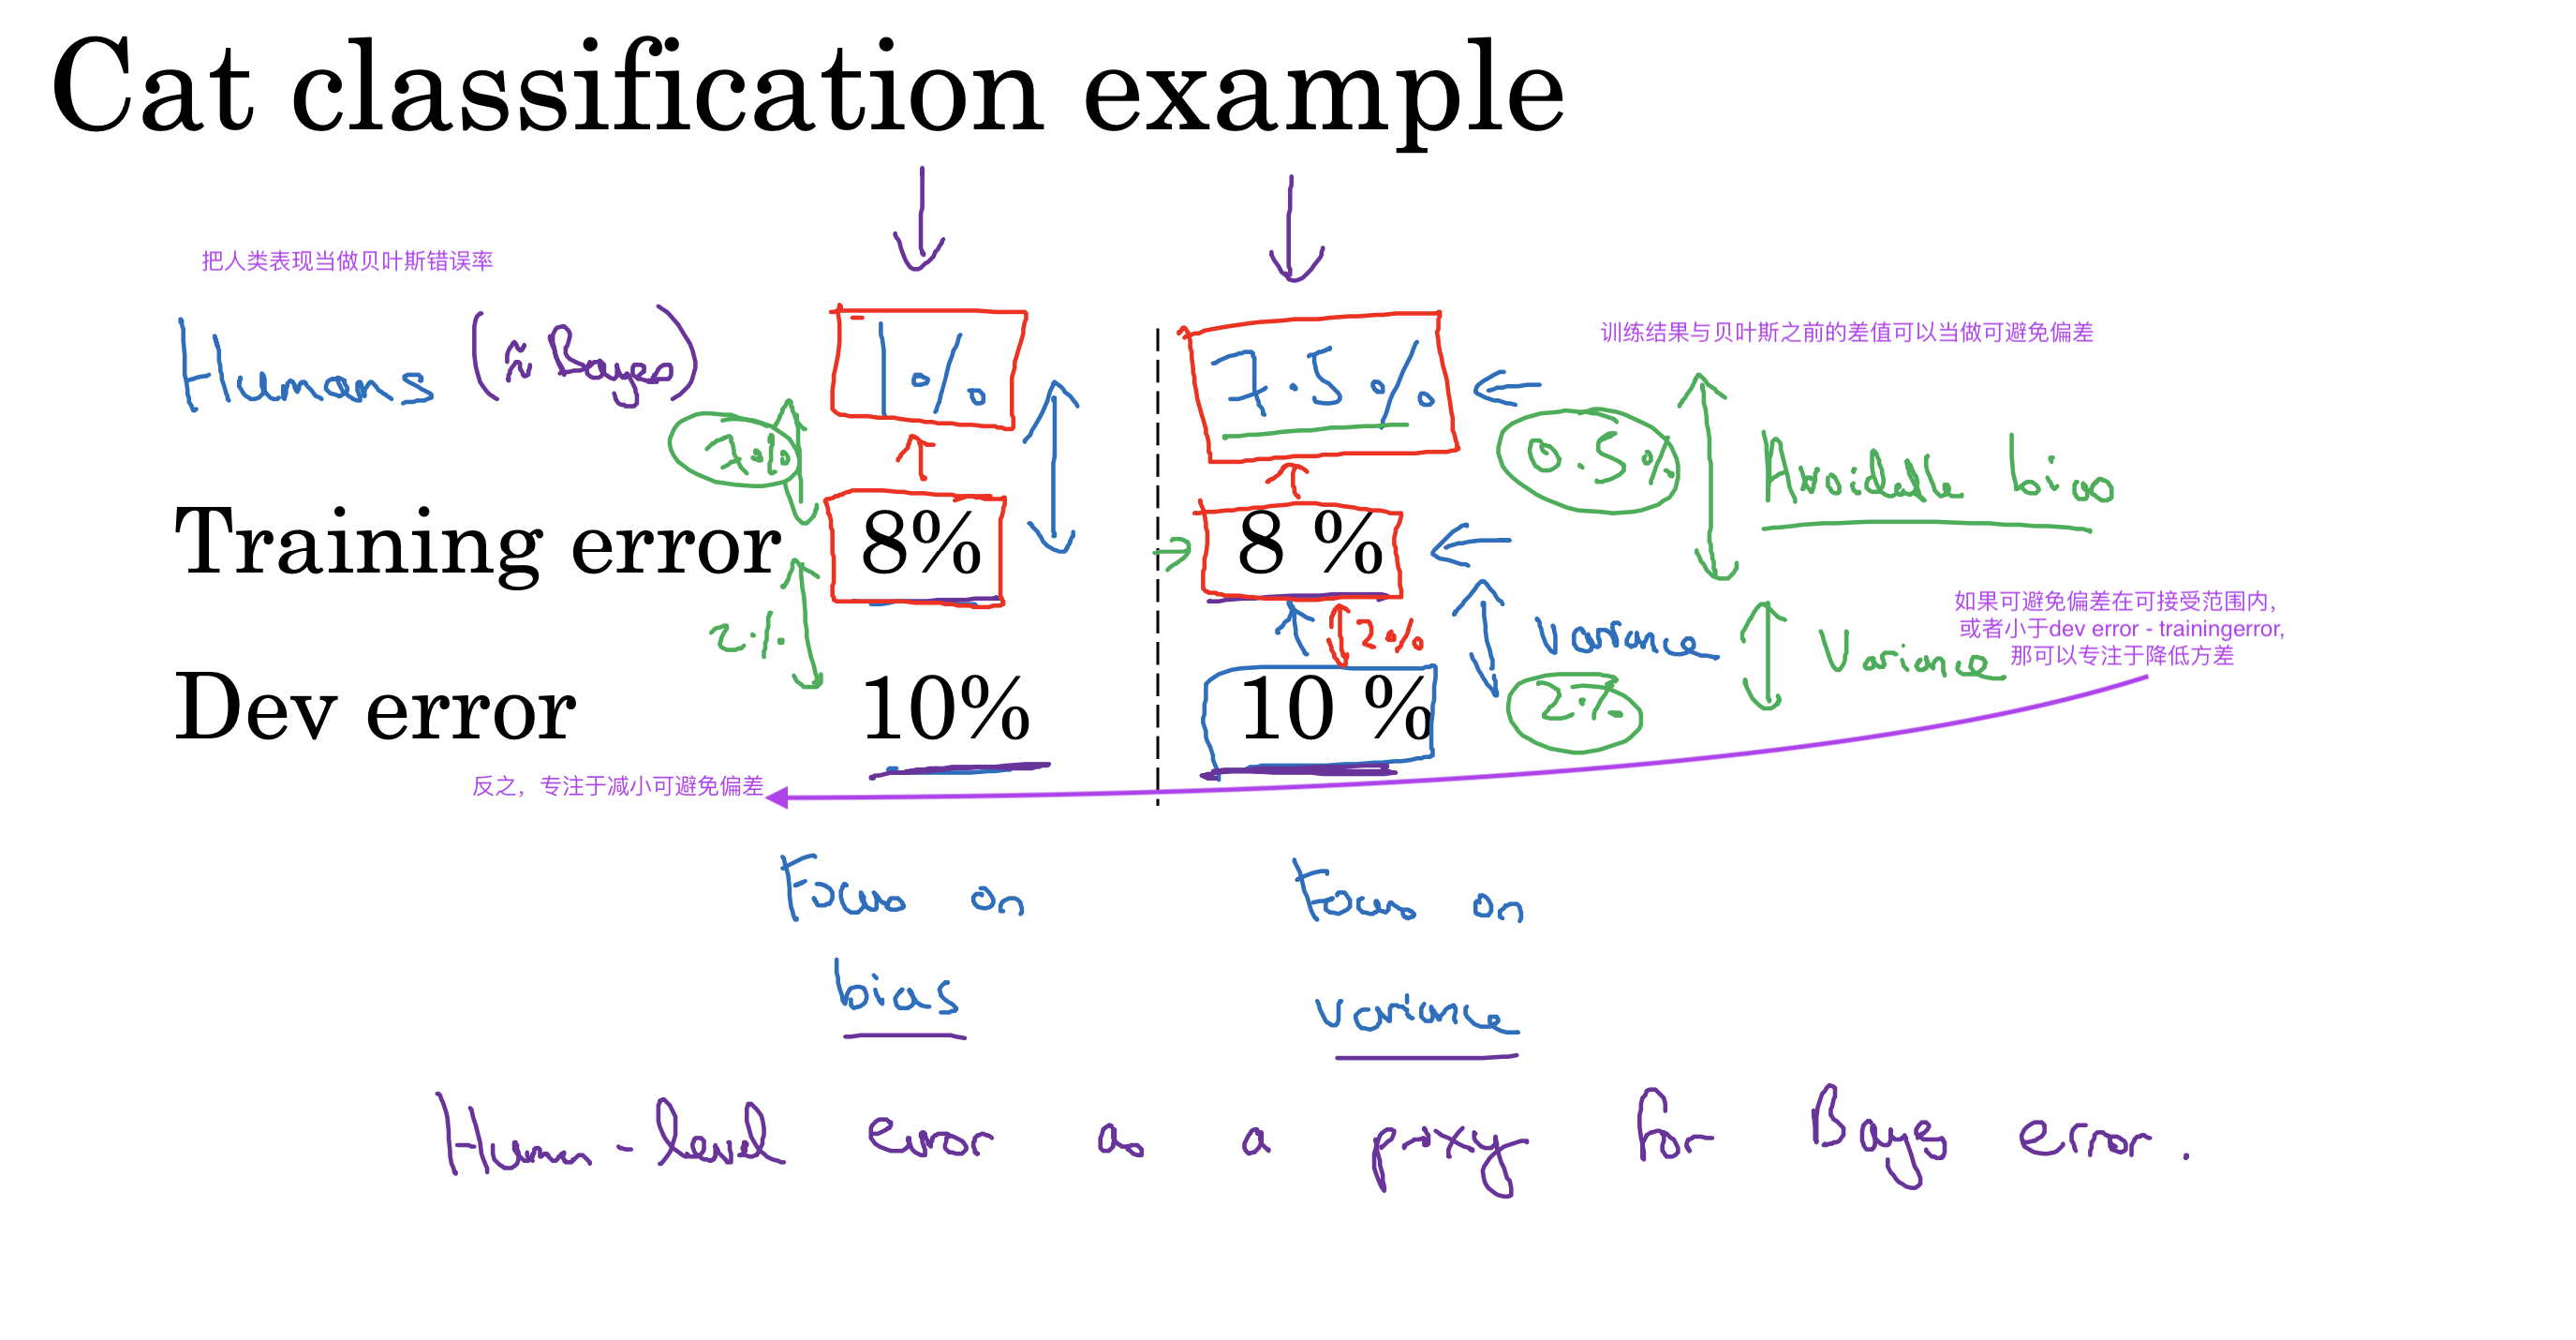 Cat classification example
把人类表现当做贝叶斯错误率
Humans (≈ Bayes) 1% 7.5%
训练结果与贝叶斯之前的差值可以当做可避免偏差
7% 0.5% Avoidable bias
Training error 8% 8 %
2% 2% Variance Variance
如果可避免偏差在可接受范围内，
或者小于dev error - trainingerror,
那可以专注于降低方差
Dev error 10% 10 % 2%
反之，专注于减小可避免偏差
Focus on Focus on
bias variance
Human-level error as a proxy for Bayes error.